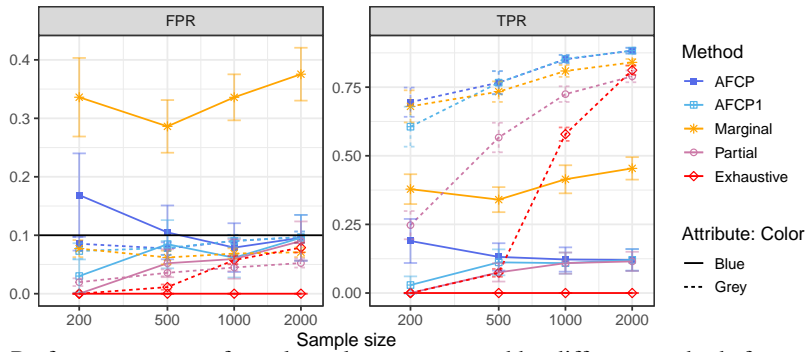 FPR
TPR
0.4
0.3
0.2
0.1
0.0
0.75
0.50
0.25
0.00
200
500
1000
2000
200
500
1000
2000
Sample size
Method
AFCP
AFCP1
Marginal
Partial
Exhaustive
Attribute: Color
Blue
Grey